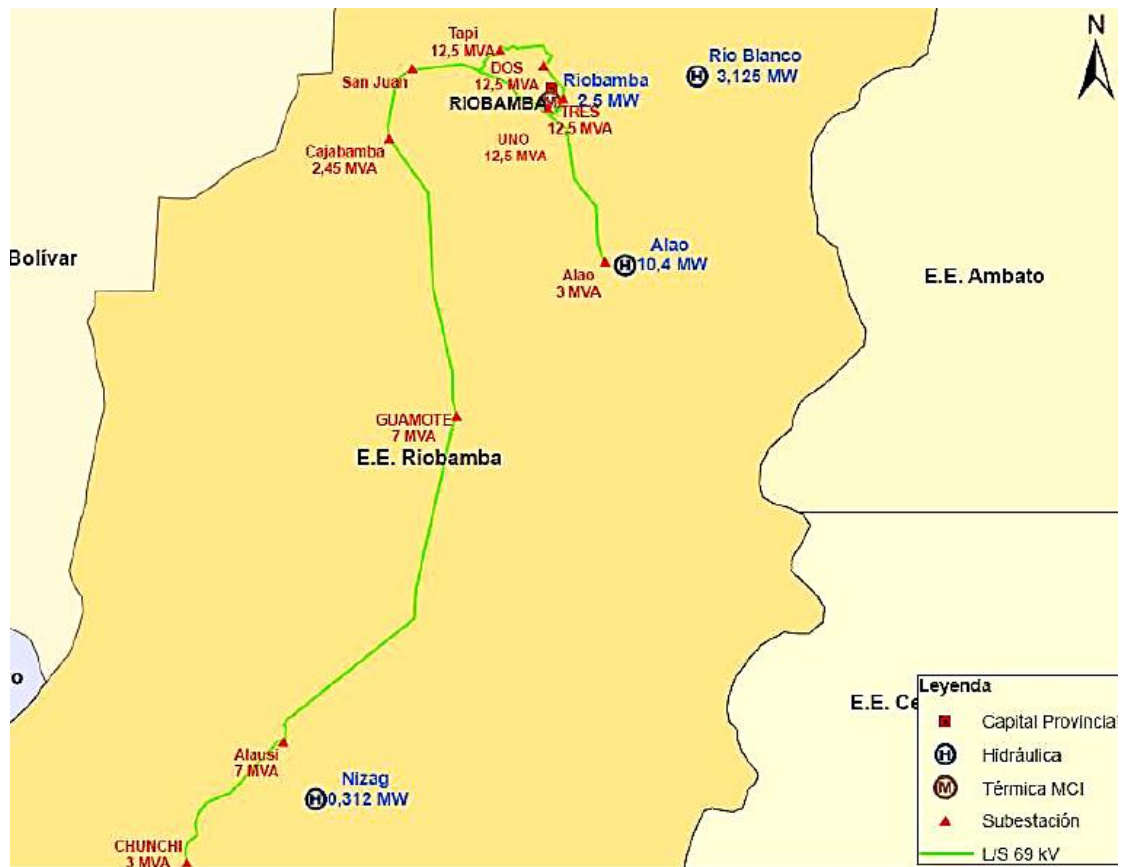 N
Tapi
12,5 MVA
Río Blanco
3,125 MW
San Juan
DOS
12,5 MVA
Riobamba
2,5 MW
RIOBAMBA
M
TRES
12,5 MVA
UNO
12,5 MVA
Cajabamba
2,45 MVA
Bolívar
Alao
10,4 MW
Alao
3 MVA
E.E. Ambato
GUAMOTE
7 MVA
E.E. Riobamba
o
Alausí
7 MVA
Nizag
0,312 MW
CHUNCHI
3 MVA
E.E. Ce
Leyenda
Capital Provincial
H Hidráulica
M Térmica MCI
Subestación
L/S 69 kV
H
H
H